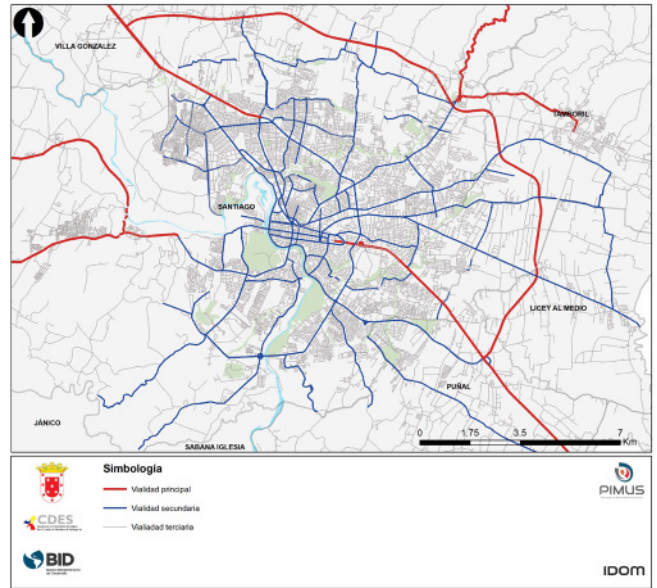 VILLA GONZALEZ
TAMBORIL
SANTIAGO
LICEY AL MEDIO
PUÑAL
JÁNICO
SABANA IGLESIA
0 1.75 3.5 7
Km
Simbología
Vialidad principal
Vialidad secundaria
Vialiadad terciaria
CDES
BID
PIMUS
IDOM